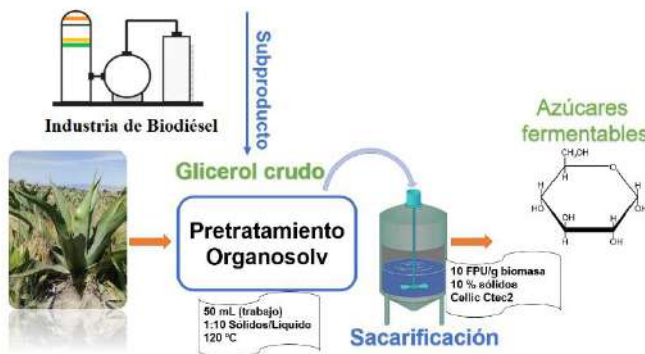 Industria de Biodiésel
Subproducto
Glicerol crudo
Pretratamiento
Organosolv
50 mL (trabajo)
1:10 Sólidos/Líquido
120 ºC
Sacarificación
10 FPU/g biomasa
10 % sólidos
Cellic Ctec2
Azúcares
fermentables
CH₂OH
O
H
H
H
HO
OH
OH
H
OH